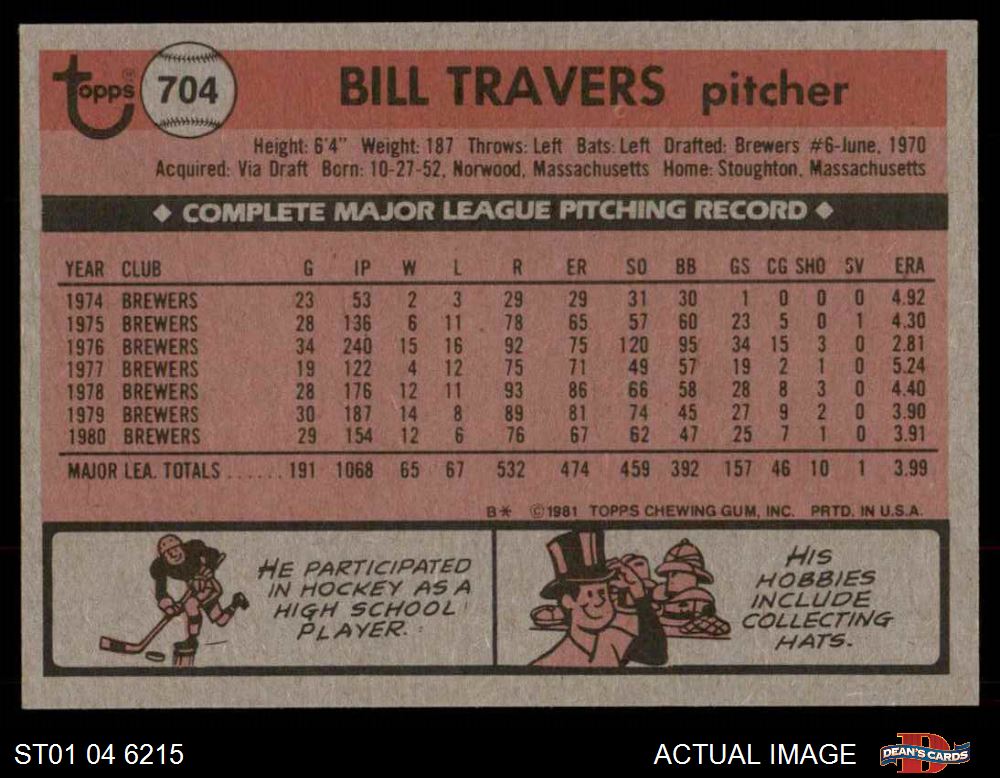 topps® 704 BILL TRAVERS pitcher
Height: 6'4" Weight: 187 Throws: Left Bats: Left Drafted: Brewers #6-June, 1970
Acquired: Via Draft Born: 10-27-52, Norwood, Massachusetts Home: Stoughton, Massachusetts
◆ COMPLETE MAJOR LEAGUE PITCHING RECORD ◆
YEAR CLUB G IP W L R ER SO BB GS CG SHO SV ERA
1974 BREWERS 23 53 2 3 29 29 31 30 1 0 0 0 4.92
1975 BREWERS 28 136 6 11 78 65 57 60 23 5 0 1 4.30
1976 BREWERS 34 240 15 16 92 75 120 95 34 15 3 0 2.81
1977 BREWERS 19 122 4 12 75 71 49 57 19 2 1 0 5.24
1978 BREWERS 28 176 12 11 93 86 66 58 28 8 3 0 4.40
1979 BREWERS 30 187 14 8 89 81 74 45 27 9 2 0 3.90
1980 BREWERS 29 154 12 6 76 67 62 47 25 7 1 0 3.91
MAJOR LEA. TOTALS ...... 191 1068 65 67 532 474 459 392 157 46 10 1 3.99
B* ©1981 TOPPS CHEWING GUM, INC. PRTD. IN U.S.A.
HE PARTICIPATED
IN HOCKEY AS A
HIGH SCHOOL
PLAYER.
HIS
HOBBIES
INCLUDE
COLLECTING
HATS.
ST01 04 6215 ACTUAL IMAGE DEAN'S CARDS